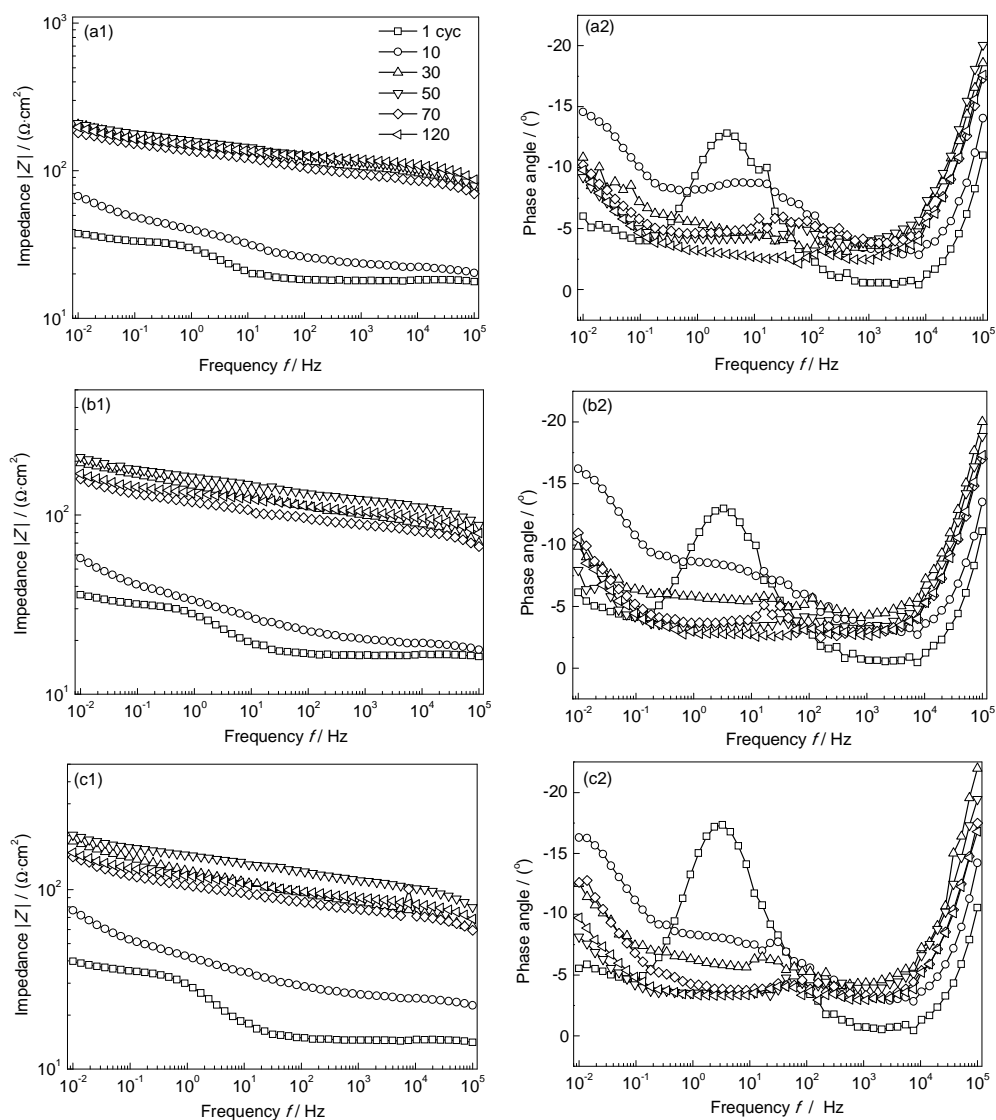 (a1)
1 cyc
10
30
50
70
120
10³
10²
10¹
Impedance |Z| / (Ω·cm²)
10⁻² 10⁻¹ 10⁰ 10¹ 10² 10³ 10⁴ 10⁵
Frequency f / Hz
(a2)
-20
-15
-10
-5
0
Phase angle / (°)
10⁻² 10⁻¹ 10⁰ 10¹ 10² 10³ 10⁴ 10⁵
Frequency f / Hz
(b1)
10²
10¹
Impedance |Z| / (Ω·cm²)
10⁻² 10⁻¹ 10⁰ 10¹ 10² 10³ 10⁴ 10⁵
Frequency f / Hz
(b2)
-20
-15
-10
-5
0
Phase angle / (°)
10⁻² 10⁻¹ 10⁰ 10¹ 10² 10³ 10⁴ 10⁵
Frequency f / Hz
(c1)
10²
10¹
Impedance |Z| / (Ω·cm²)
10⁻² 10⁻¹ 10⁰ 10¹ 10² 10³ 10⁴ 10⁵
Frequency f / Hz
(c2)
-20
-15
-10
-5
0
Phase angle / (°)
10⁻² 10⁻¹ 10⁰ 10¹ 10² 10³ 10⁴ 10⁵
Frequency f / Hz